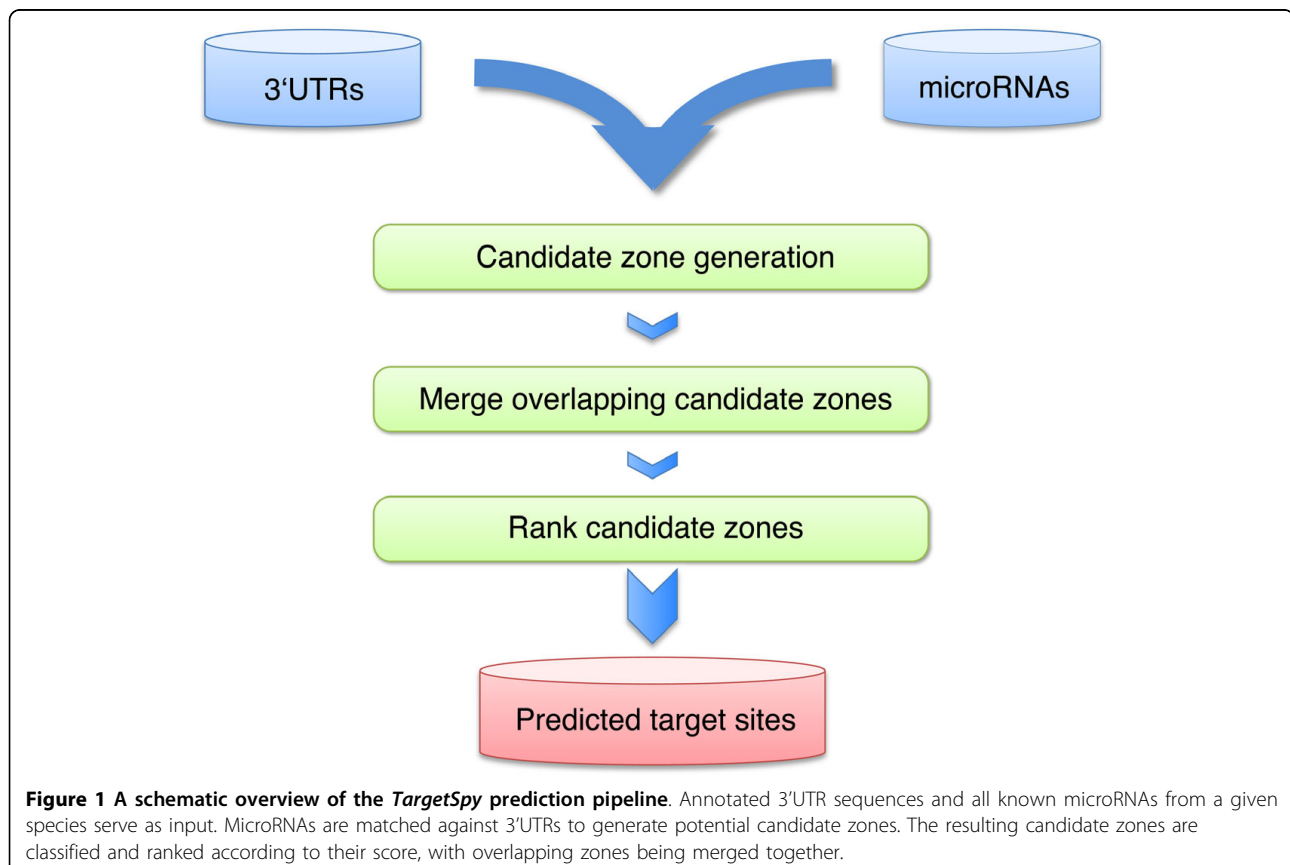 3‘UTRs
microRNAs
Candidate zone generation
Merge overlapping candidate zones
Rank candidate zones
Predicted target sites
Figure 1 A schematic overview of the TargetSpy prediction pipeline. Annotated 3’UTR sequences and all known microRNAs from a given
species serve as input. MicroRNAs are matched against 3’UTRs to generate potential candidate zones. The resulting candidate zones are
classified and ranked according to their score, with overlapping zones being merged together.